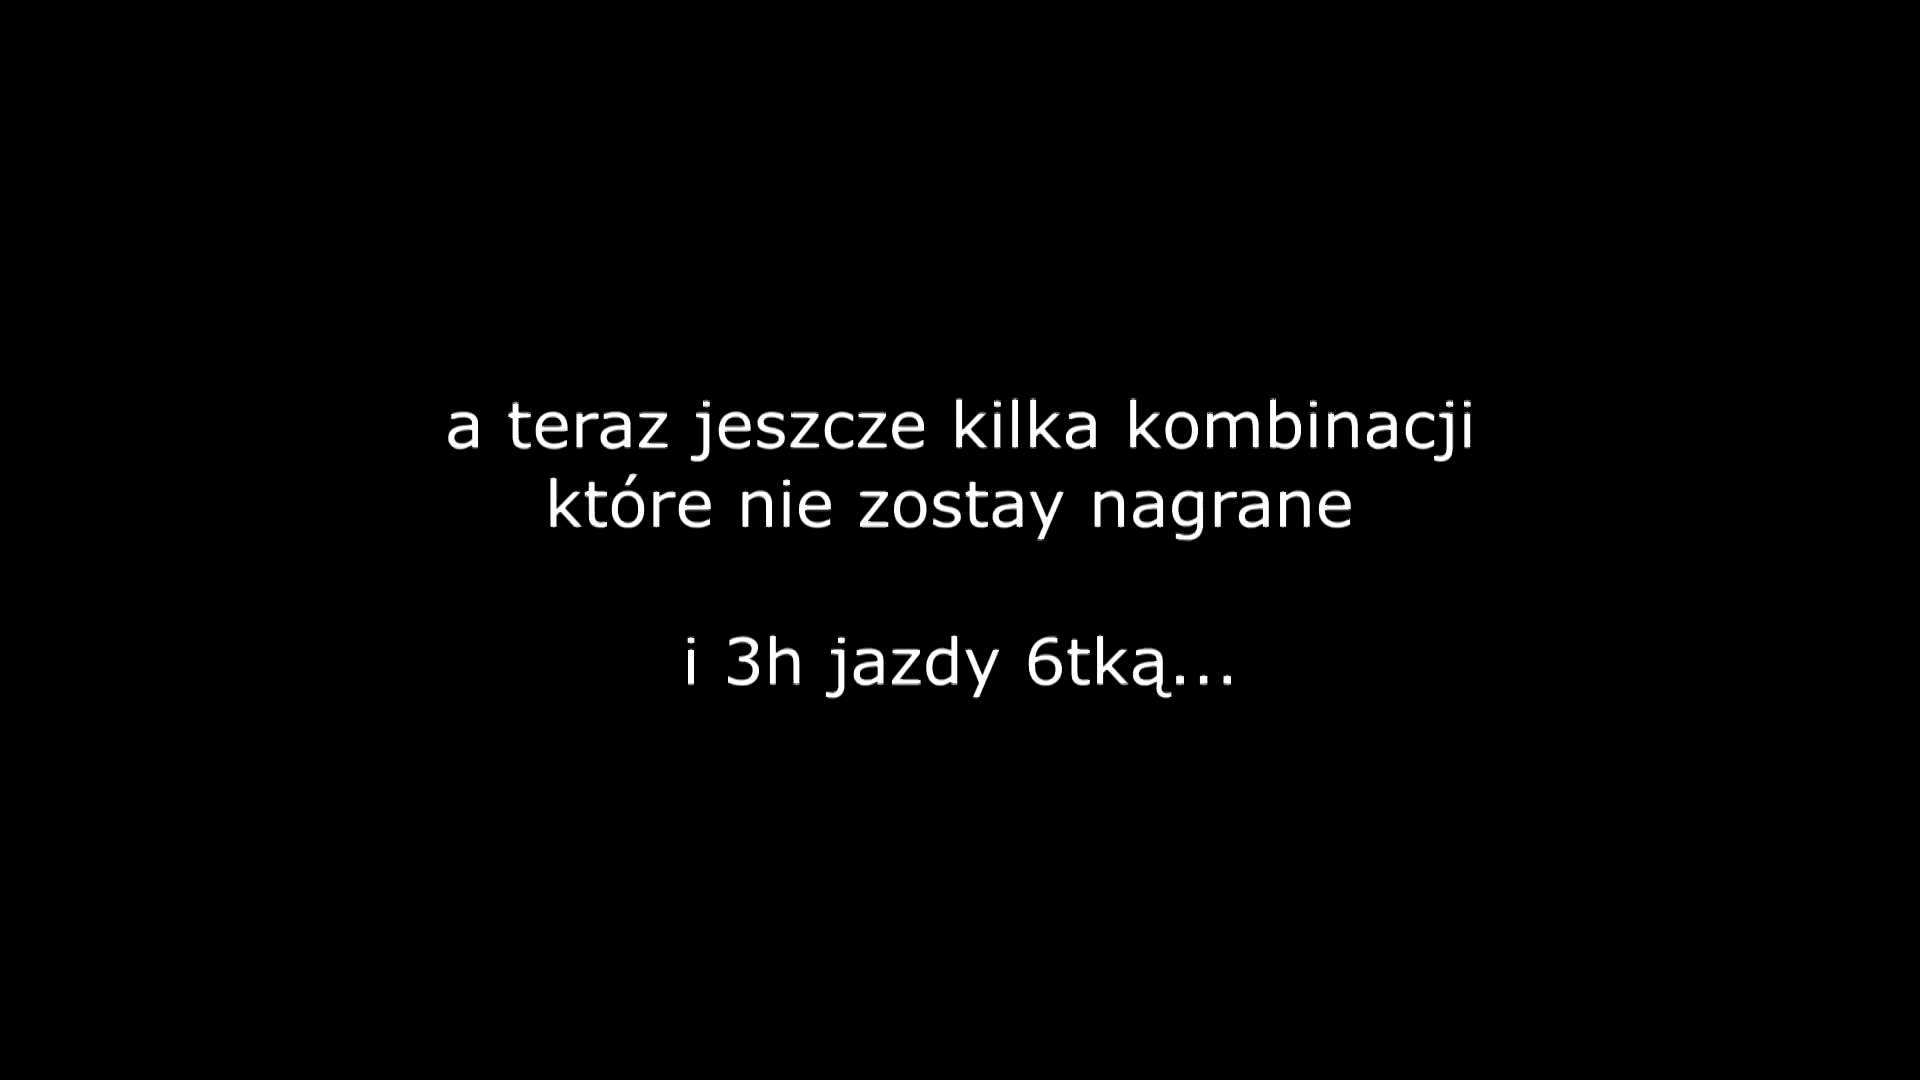 a teraz jeszcze kilka kombinacji
które nie zostay nagrane
i 3h jazdy 6tką...